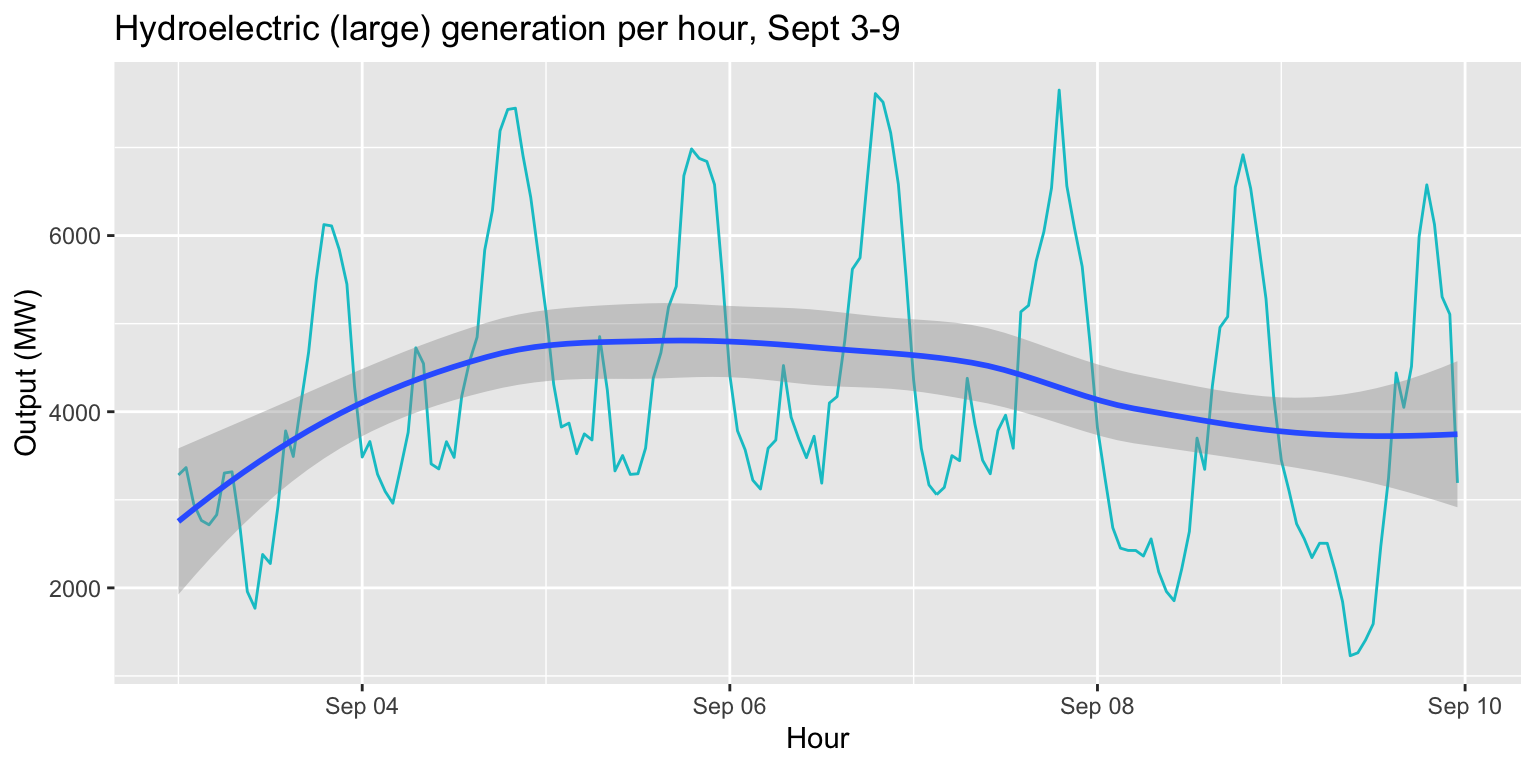 Hydroelectric (large) generation per hour, Sept 3-9
Output (MW)
6000
4000
2000
Sep 04 Sep 06 Sep 08 Sep 10
Hour